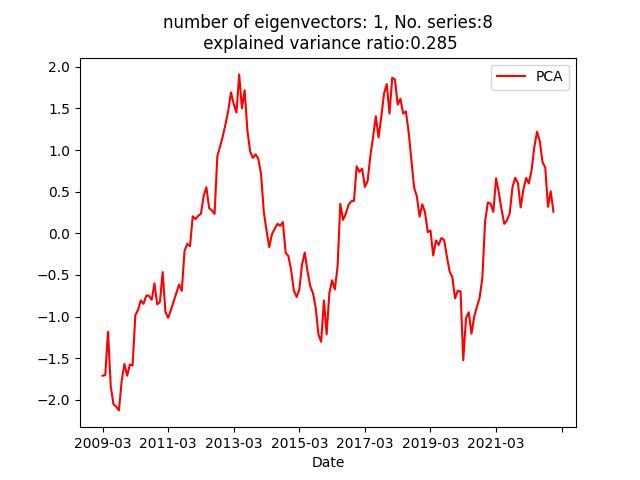 number of eigenvectors: 1, No. series:8
explained variance ratio:0.285
PCA
2.0
1.5
1.0
0.5
0.0
−0.5
−1.0
−1.5
−2.0
2009-03 2011-03 2013-03 2015-03 2017-03 2019-03 2021-03
Date